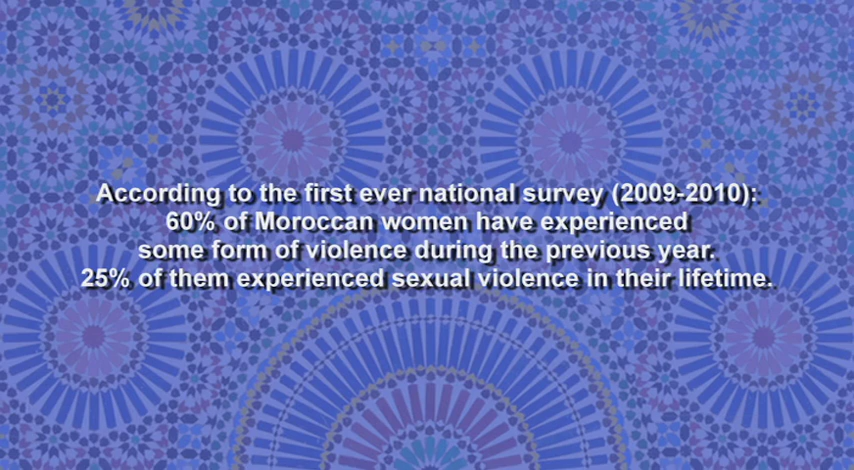 According to the first ever national survey (2009-2010):
60% of Moroccan women have experienced
some form of violence during the previous year.
25% of them experienced sexual violence in their lifetime.